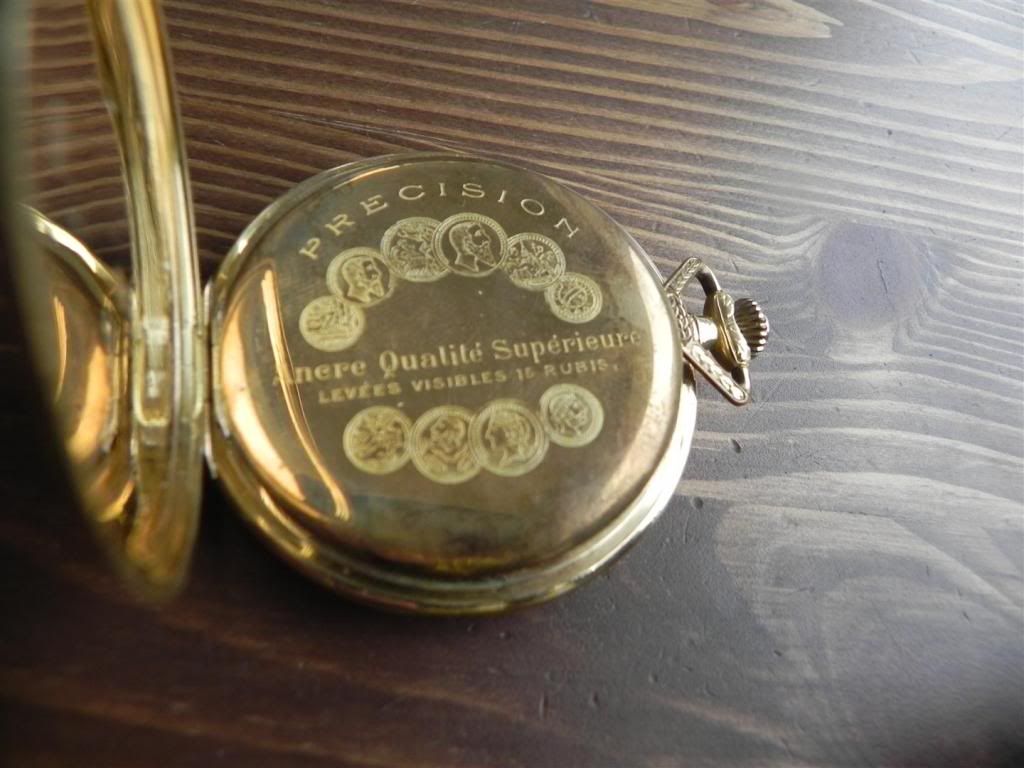 PRECISION
Ancre Qualité Supérieure
LEVÉES VISIBLES 15 RUBIS.